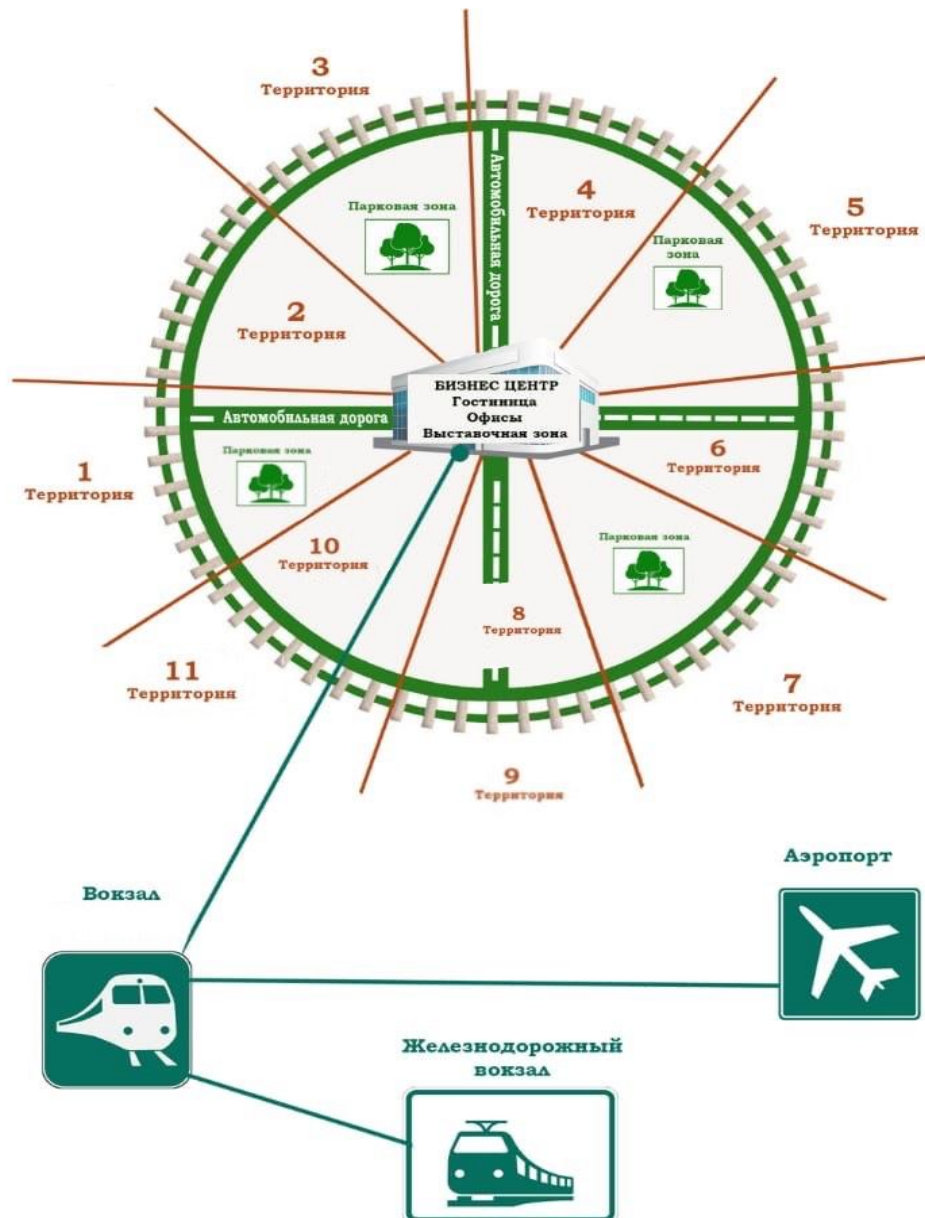 3
Территория
Парковая зона
Автомобильная дорога
4
Территория
5
Территория
Парковая
зона
2
Территория
БИЗНЕС ЦЕНТР
Гостиница
Офисы
Выставочная зона
Автомобильная дорога
Парковая зона
6
Территория
1
Территория
10
Территория
Парковая зона
8
Территория
11
Территория
7
Территория
9
Территория
Аэропорт
Вокзал
Железнодорожный
вокзал